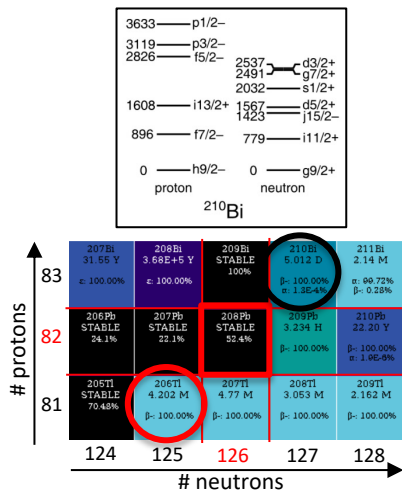 3633 p1/2−
3119 p3/2−
2826 f5/2−
2537 d3/2+
2491 g7/2+
2032 s1/2+
1608 i13/2+
1567 d5/2+
1423 j15/2−
896 f7/2−
779 i11/2+
0 h9/2− 0 g9/2+
proton neutron
210Bi
# protons
83
207Bi
31.55 Y
ε: 100.00%
208Bi
3.68E+5 Y
ε: 100.00%
209Bi
STABLE
100%
210Bi
5.012 D
β-: 100.00%
α: 1.3E-4%
211Bi
2.14 M
α: 99.72%
β-: 0.28%
82
206Pb
STABLE
24.1%
207Pb
STABLE
22.1%
208Pb
STABLE
52.4%
209Pb
3.234 H
β-: 100.00%
210Pb
22.20 Y
β-: 100.00%
α: 1.9E-6%
81
205Tl
STABLE
70.48%
206Tl
4.202 M
β-: 100.00%
207Tl
4.77 M
β-: 100.00%
208Tl
3.053 M
β-: 100.00%
209Tl
2.162 M
β-: 100.00%
124 125 126 127 128
# neutrons